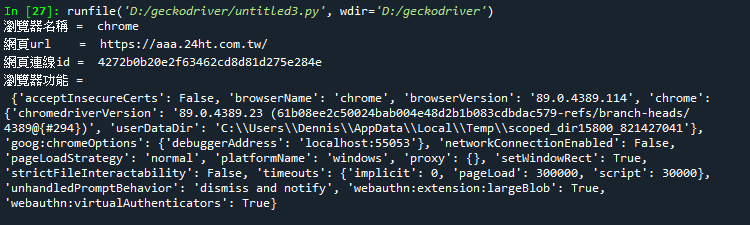 In [27]: runfile('D:/geckodriver/untitled3.py', wdir='D:/geckodriver')
瀏覽器名稱 =  chrome
網頁url   =  https://aaa.24ht.com.tw/
網頁連線id =  4272b0b20e2f63462cd8d81d275e284e
瀏覽器功能 =
 {'acceptInsecureCerts': False, 'browserName': 'chrome', 'browserVersion': '89.0.4389.114', 'chrome':
{'chromedriverVersion': '89.0.4389.23 (61b08ee2c50024bab004e48d2b1b083cdbdac579-refs/branch-heads/
4389@{#294})', 'userDataDir': 'C:\\Users\\Dennis\\AppData\\Local\\Temp\\scoped_dir15800_821427041'},
'goog:chromeOptions': {'debuggerAddress': 'localhost:55053'}, 'networkConnectionEnabled': False,
'pageLoadStrategy': 'normal', 'platformName': 'windows', 'proxy': {}, 'setWindowRect': True,
'strictFileInteractability': False, 'timeouts': {'implicit': 0, 'pageLoad': 300000, 'script': 30000},
'unhandledPromptBehavior': 'dismiss and notify', 'webauthn:extension:largeBlob': True,
'webauthn:virtualAuthenticators': True}